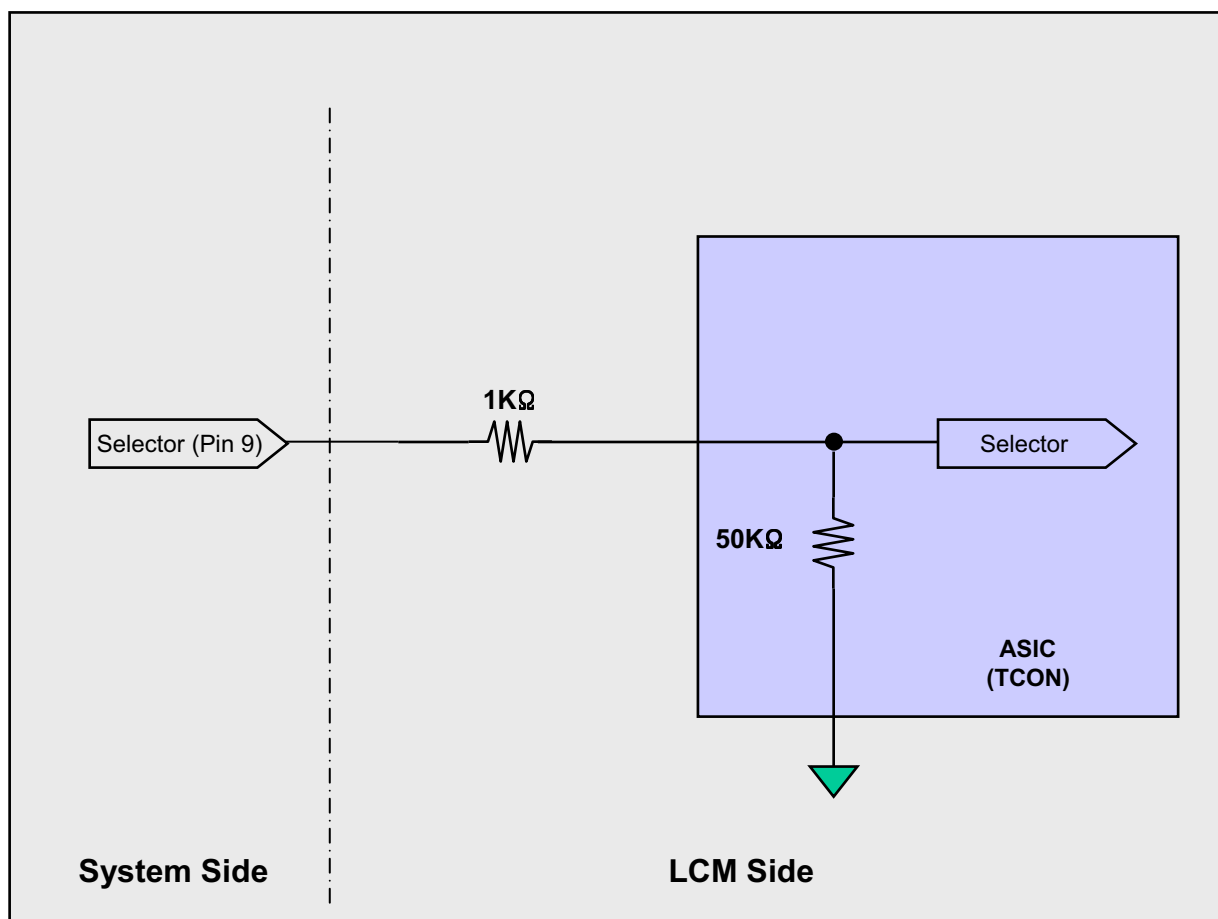 1KΩ
Selector (Pin 9)
Selector
50KΩ
ASIC
(TCON)
System Side
LCM Side